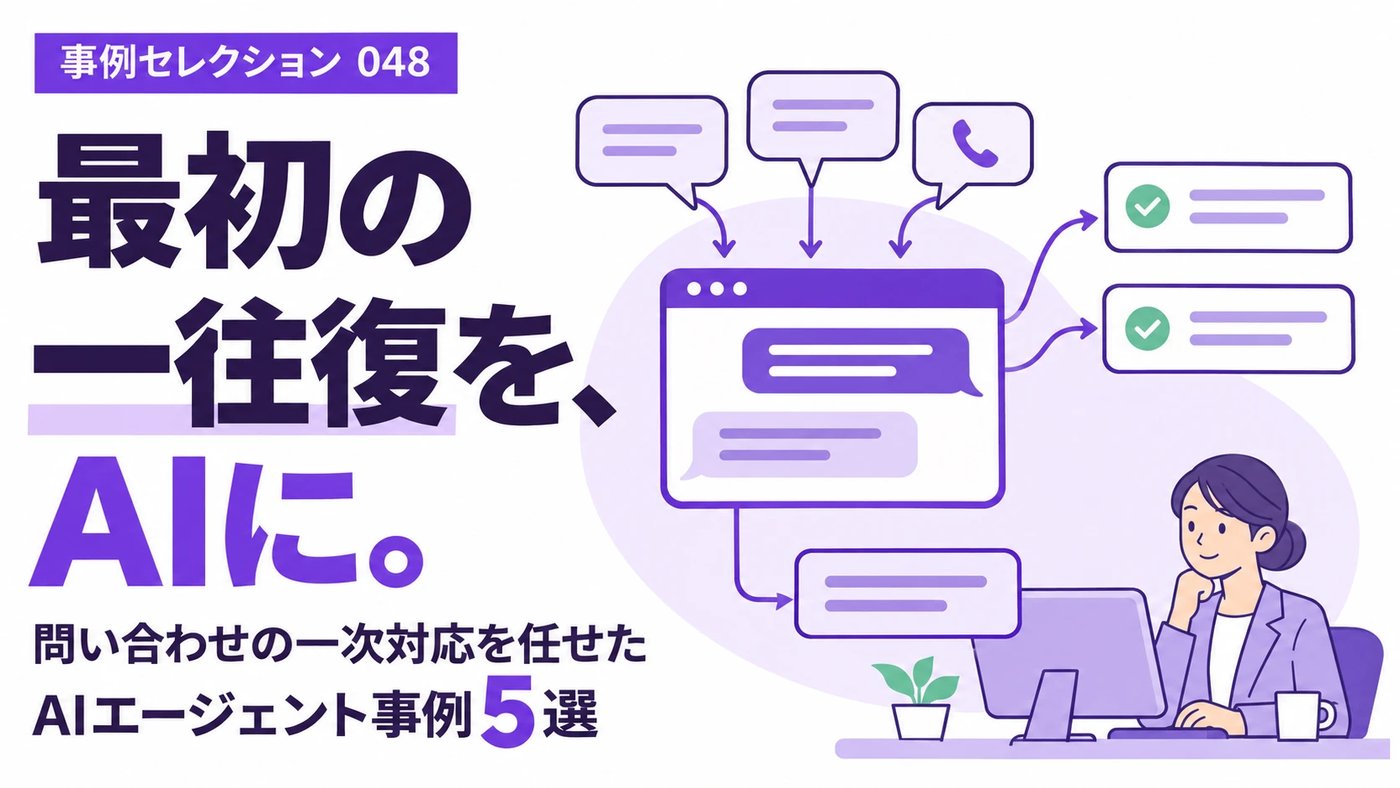 事例セレクション 048
最初の
一往復を、
AIに。
問い合わせの一次対応を任せた
AIエージェント事例5選